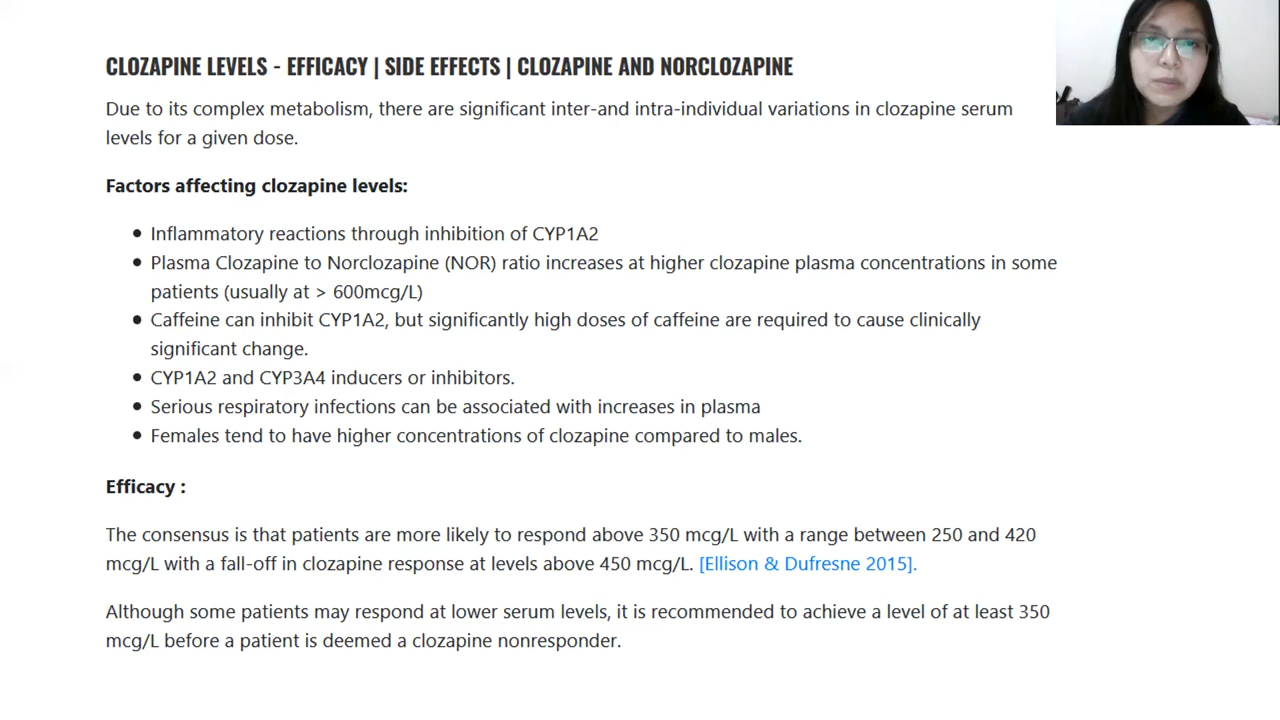 CLOZAPINE LEVELS - EFFICACY | SIDE EFFECTS | CLOZAPINE AND NORCLOZAPINE
Due to its complex metabolism, there are significant inter-and intra-individual variations in clozapine serum
levels for a given dose.
Factors affecting clozapine levels:
● Inflammatory reactions through inhibition of CYP1A2
● Plasma Clozapine to Norclozapine (NOR) ratio increases at higher clozapine plasma concentrations in some
patients (usually at > 600mcg/L)
● Caffeine can inhibit CYP1A2, but significantly high doses of caffeine are required to cause clinically
significant change.
● CYP1A2 and CYP3A4 inducers or inhibitors.
● Serious respiratory infections can be associated with increases in plasma
● Females tend to have higher concentrations of clozapine compared to males.
Efficacy :
The consensus is that patients are more likely to respond above 350 mcg/L with a range between 250 and 420
mcg/L with a fall-off in clozapine response at levels above 450 mcg/L. [Ellison & Dufresne 2015].
Although some patients may respond at lower serum levels, it is recommended to achieve a level of at least 350
mcg/L before a patient is deemed a clozapine nonresponder.